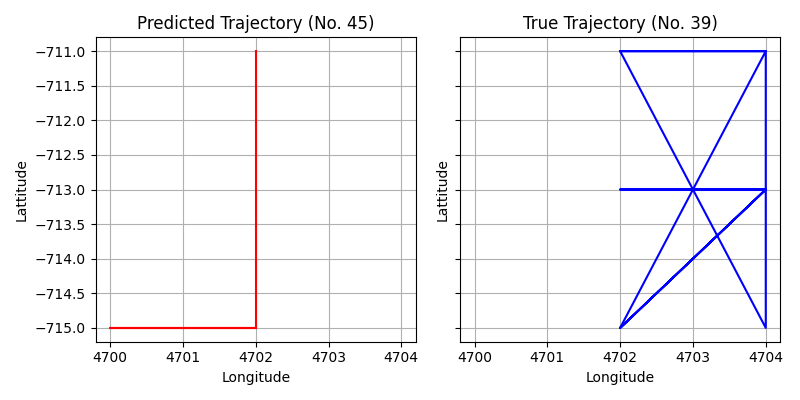 Predicted Trajectory (No. 45)
True Trajectory (No. 39)
Lattitude
−711.0
−711.5
−712.0
−712.5
−713.0
−713.5
−714.0
−714.5
−715.0
4700 4701 4702 4703 4704
Longitude
Lattitude
4700 4701 4702 4703 4704
Longitude